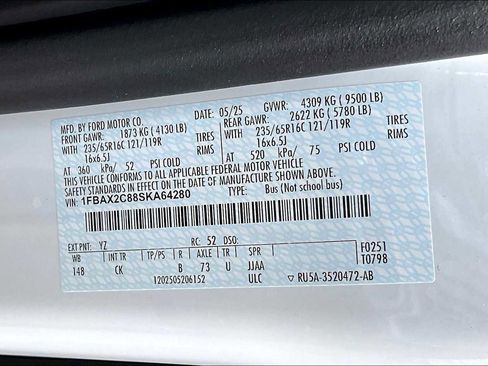 MFD. BY FORD MOTOR CO. DATE: 05/25 GVWR: 4309 KG (9500 LB)
FRONT GAWR: 1873 KG (4130 LB) REAR GAWR: 2622 KG (5780 LB)
WITH 235/65R16C 121/119R TIRES WITH 235/65R16C 121/119R TIRES
16x6.5J RIMS 16x6.5J RIMS
AT 360 kPa/ 52 PSI COLD AT 520 kPa/ 75 PSI COLD
THIS VEHICLE CONFORMS TO ALL APPLICABLE FEDERAL MOTOR VEHICLE
SAFETY STANDARDS IN EFFECT ON THE DATE OF MANUFACTURE SHOWN ABOVE.
VIN: 1FBAX2C88SKA64280 TYPE: Bus (Not school bus)
EXT PNT: YZ RC: 52 DSO: F0251
WB INT TR TP/PS R AXLE TR SPR T0798
148 CK B 73 U JJAA
120250520 6152 ULC ▽ RU5A-3520472-AB